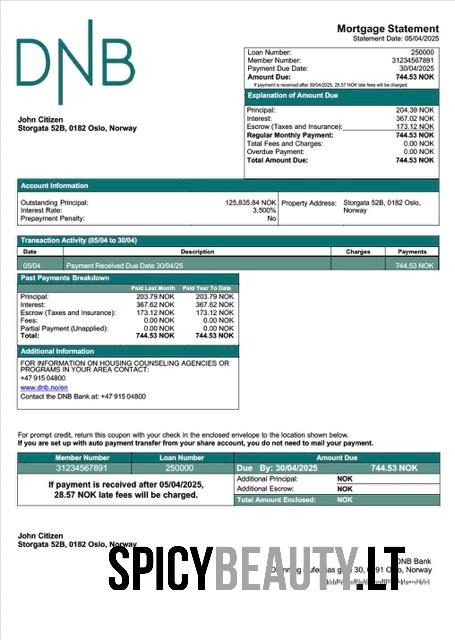 DNB
Mortgage Statement
Statement Date: 05/04/2025
Loan Number: 250000
Member Number: 31234567891
Payment Due Date: 30/04/2025
Amount Due: 744.53 NOK
If payment is received after 30/04/2025, 28.57 NOK late fees will be charged.
John Citizen
Storgata 52B, 0182 Oslo, Norway
Explanation of Amount Due
Principal: 204.39 NOK
Interest: 367.02 NOK
Escrow (Taxes and Insurance): 173.12 NOK
Regular Monthly Payment: 744.53 NOK
Total Fees and Charges: 0.00 NOK
Overdue Payment: 0.00 NOK
Total Amount Due: 744.53 NOK
Account Information
Outstanding Principal: 125,835.84 NOK
Interest Rate: 3.500%
Prepayment Penalty: No
Property Address: Storgata 52B, 0182 Oslo,
Norway
Transaction Activity (05/04 to 30/04)
Date Description Charges Payments
05/04 Payment Received Due Date 30/04/25 744.53 NOK
Past Payments Breakdown
Paid Last Month Paid Year To Date
Principal: 203.79 NOK 203.79 NOK
Interest: 367.62 NOK 367.62 NOK
Escrow (Taxes and Insurance): 173.12 NOK 173.12 NOK
Fees: 0.00 NOK 0.00 NOK
Partial Payment (Unapplied): 0.00 NOK 0.00 NOK
Total: 744.53 NOK 744.53 NOK
Additional Information
FOR INFORMATION ON HOUSING COUNSELING AGENCIES OR
PROGRAMS IN YOUR AREA CONTACT:
+47 915 04800
www.dnb.no/en
Contact the DNB Bank at: +47 915 04800
For prompt credit, return this coupon with your check in the enclosed envelope to the location shown below.
If you are set up with auto payment transfer from your share account, you do not need to mail your payment.
Member Number Loan Number Amount Due
31234567891 250000 Due By: 30/04/2025 744.53 NOK
If payment is received after 05/04/2025,
28.57 NOK late fees will be charged.
Additional Principal: NOK
Additional Escrow: NOK
Total Amount Enclosed: NOK
John Citizen
Storgata 52B, 0182 Oslo, Norway
SPICYBEAUTY.LT
DNB Bank
30, Oslo, Norway